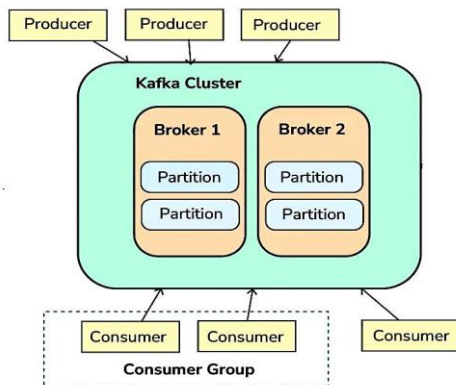 Producer
Producer
Producer
Kafka Cluster
Broker 1
Broker 2
Partition
Partition
Partition
Partition
Consumer
Consumer
Consumer
Consumer Group